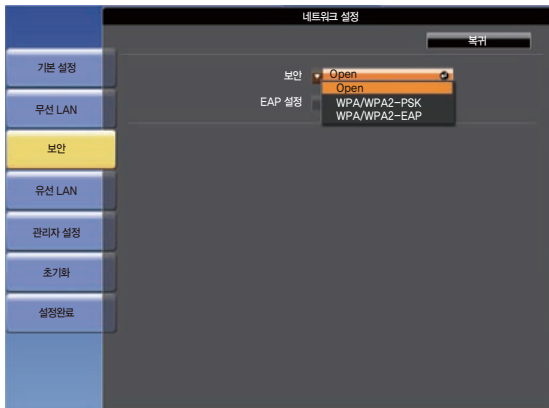 네트워크 설정
복귀
기본 설정
무선 LAN
보안
유선 LAN
관리자 설정
초기화
설정완료
보안 Open
Open
WPA/WPA2-PSK
WPA/WPA2-EAP
EAP 설정